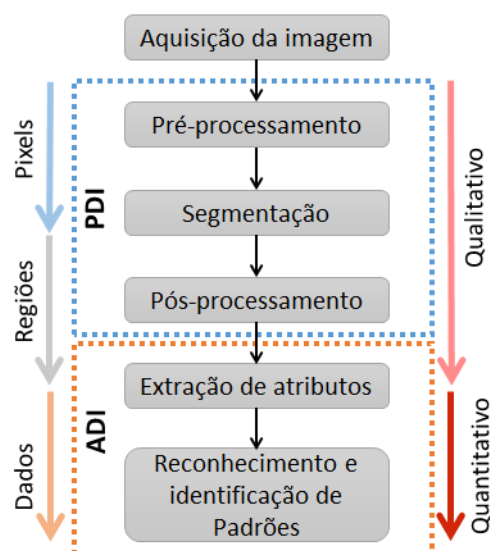 Aquisição da imagem
Pré-processamento
Segmentação
Pós-processamento
Extração de atributos
Reconhecimento e
identificação de
Padrões
PDI
ADI
Pixels
Regiões
Dados
Qualitativo
Quantitativo